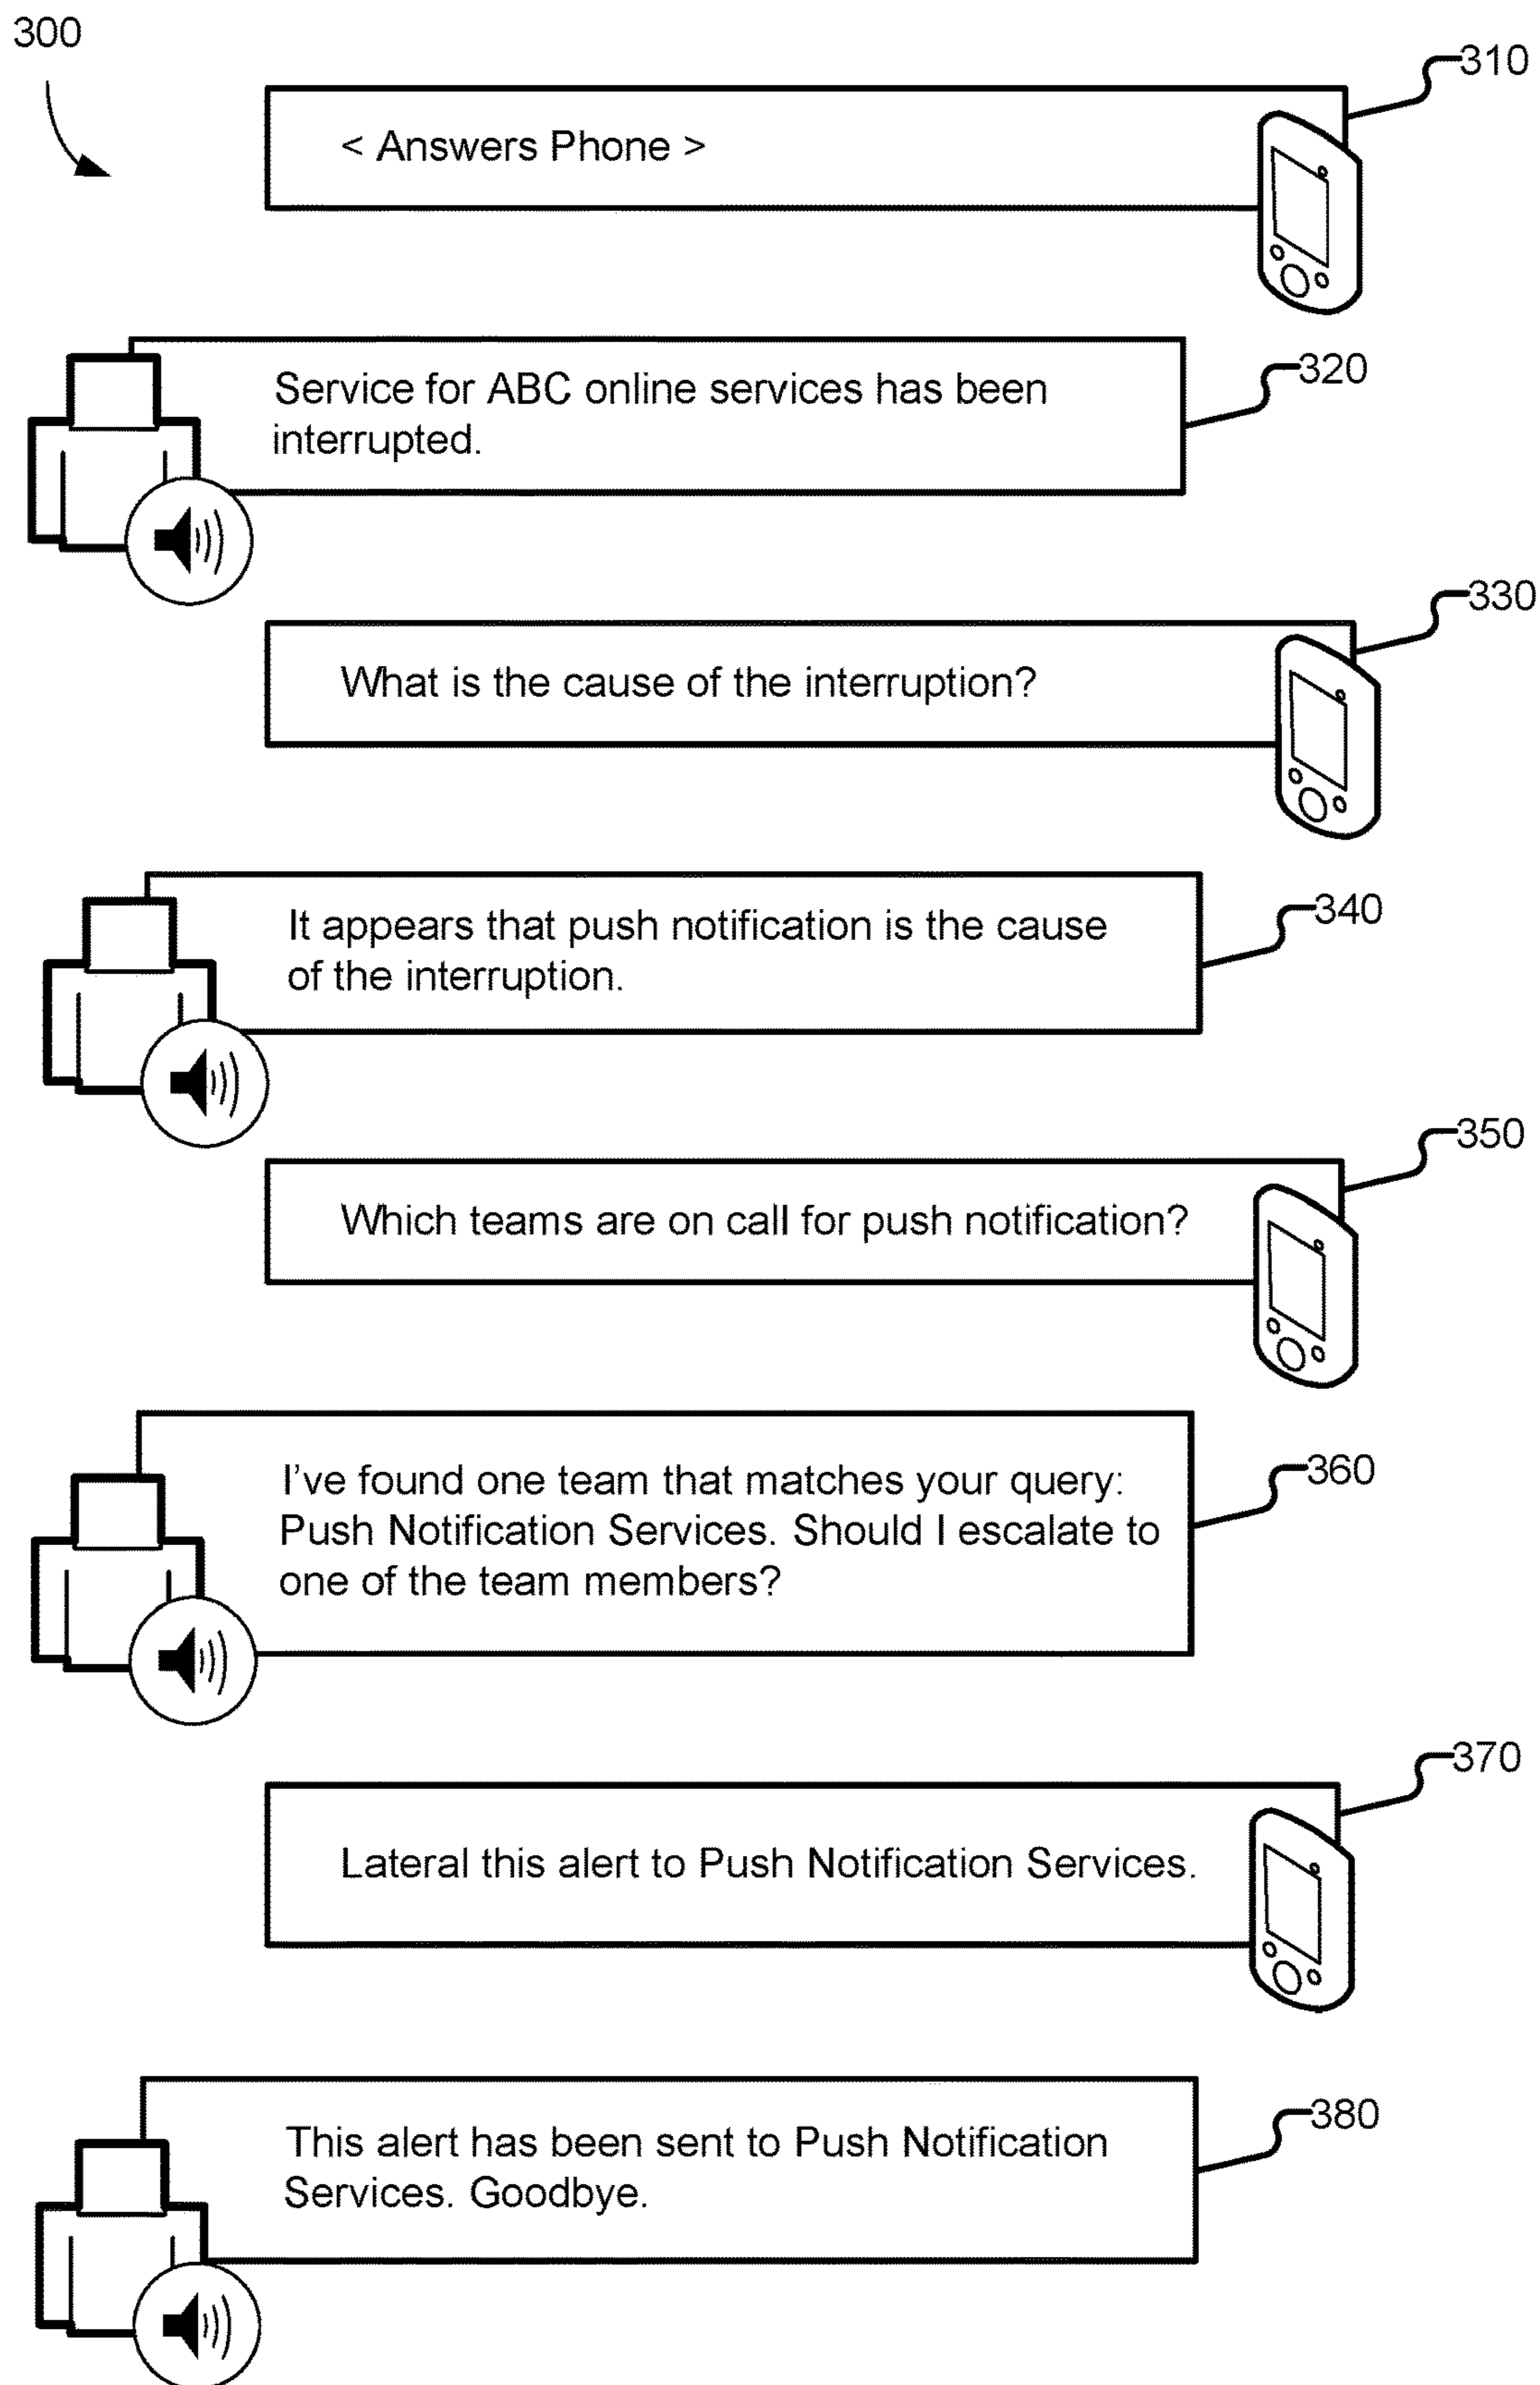 300
310
< Answers Phone >
320
Service for ABC online services has been
interrupted.
330
What is the cause of the interruption?
340
It appears that push notification is the cause
of the interruption.
350
Which teams are on call for push notification?
360
I've found one team that matches your query:
Push Notification Services. Should I escalate to
one of the team members?
370
Lateral this alert to Push Notification Services.
380
This alert has been sent to Push Notification
Services. Goodbye.